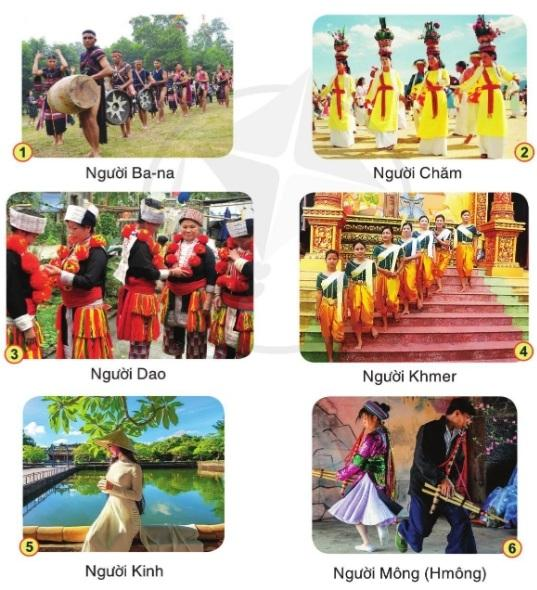 1
Người Ba-na
2
Người Chăm
3
Người Dao
4
Người Khmer
5
Người Kinh
6
Người Mông (Hmông)